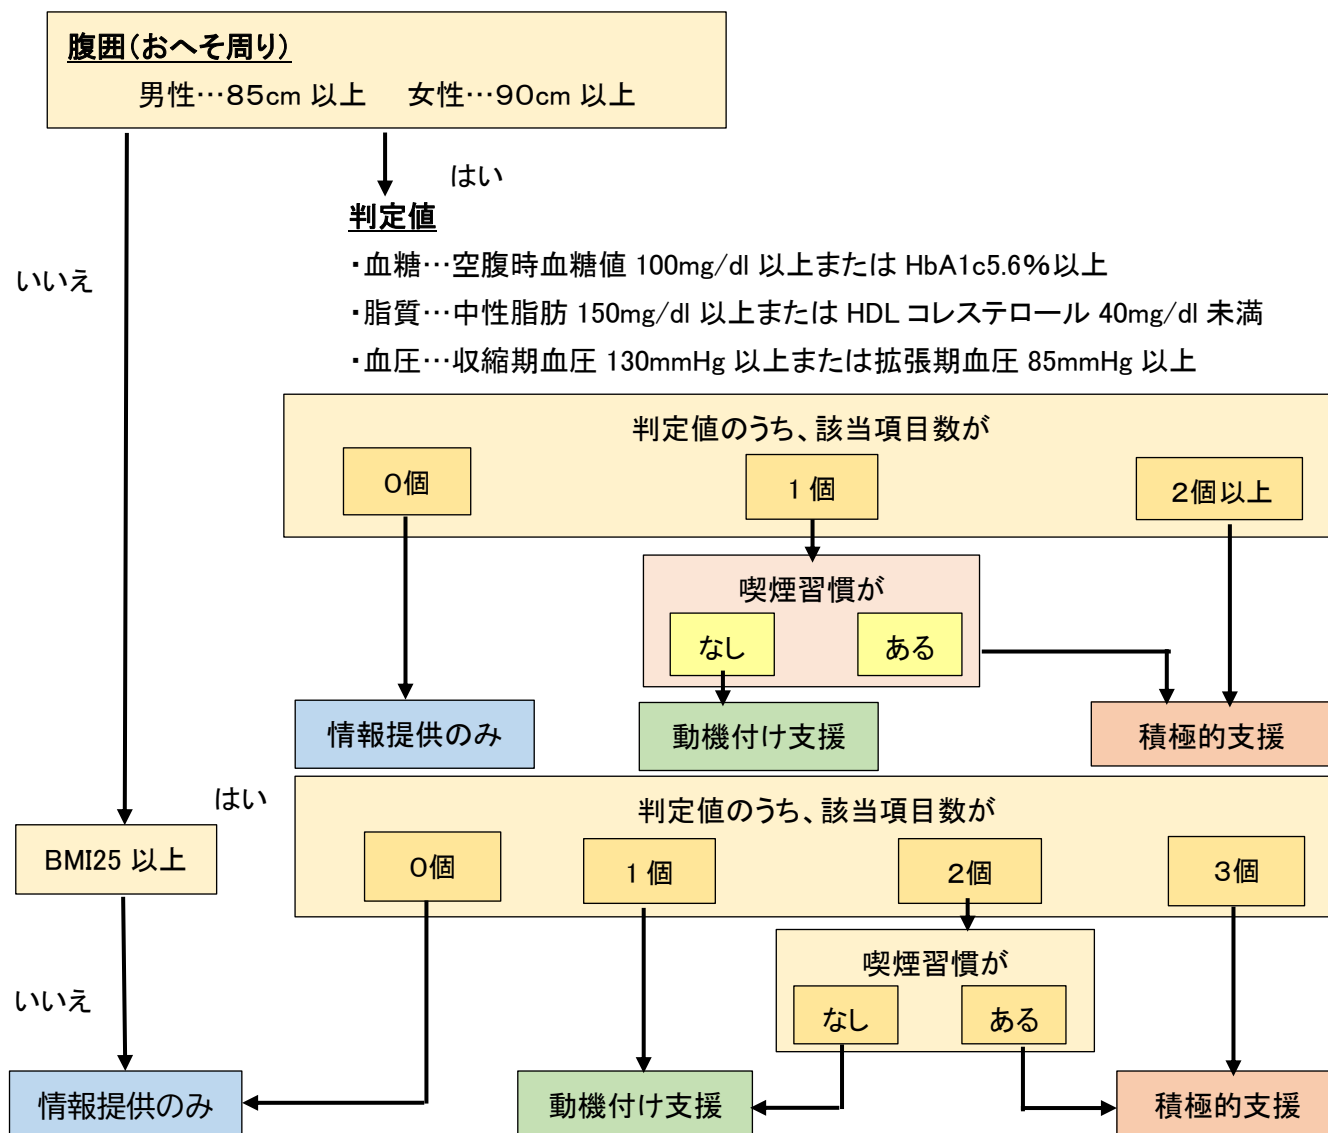 腹囲(おへそ周り)
男性…85cm 以上　女性…90cm 以上
はい
判定値
いいえ
・血糖…空腹時血糖値 100mg/dl 以上または HbA1c5.6%以上
・脂質…中性脂肪 150mg/dl 以上または HDL コレステロール 40mg/dl 未満
・血圧…収縮期血圧 130mmHg 以上または拡張期血圧 85mmHg 以上
判定値のうち、該当項目数が
0個
1 個
2個以上
喫煙習慣が
なし
ある
情報提供のみ
動機付け支援
積極的支援
はい
判定値のうち、該当項目数が
BMI25 以上
0個
1 個
2個
3個
喫煙習慣が
いいえ
なし
ある
情報提供のみ
動機付け支援
積極的支援